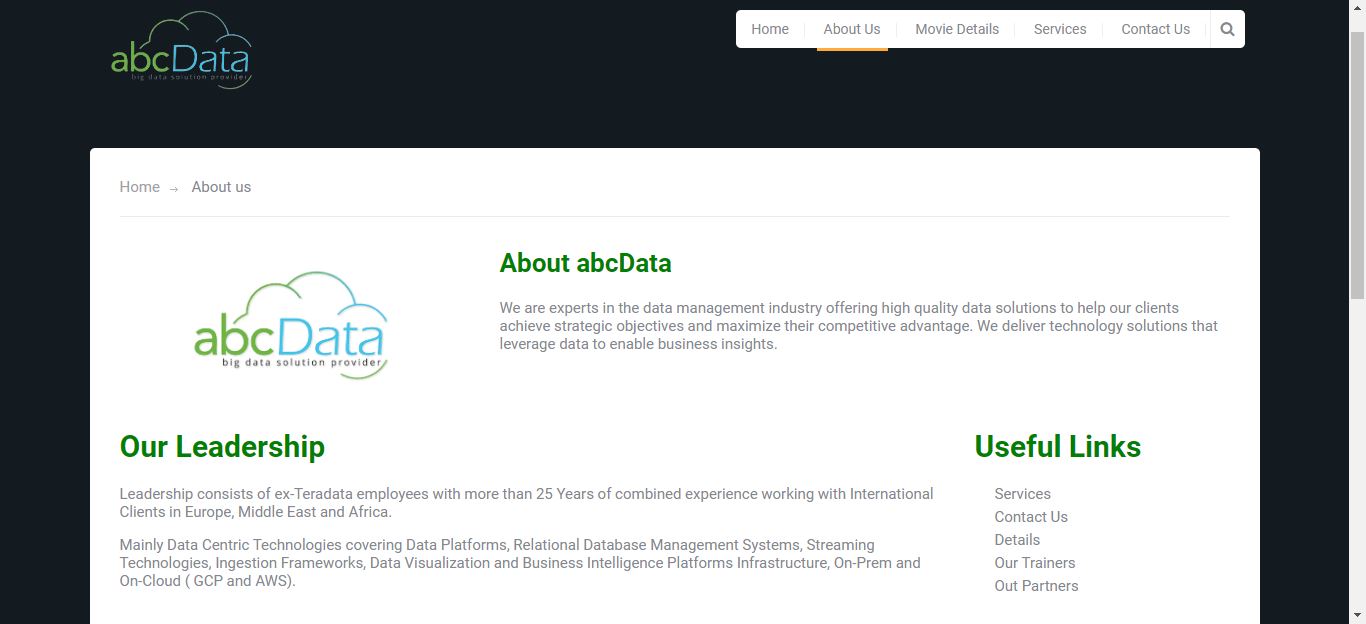 abcData
big data solution provider
Home
About Us
Movie Details
Services
Contact Us
Home → About us
abcData
big data solution provider
About abcData
We are experts in the data management industry offering high quality data solutions to help our clients
achieve strategic objectives and maximize their competitive advantage. We deliver technology solutions that
leverage data to enable business insights.
Our Leadership
Leadership consists of ex-Teradata employees with more than 25 Years of combined experience working with International
Clients in Europe, Middle East and Africa.
Mainly Data Centric Technologies covering Data Platforms, Relational Database Management Systems, Streaming
Technologies, Ingestion Frameworks, Data Visualization and Business Intelligence Platforms Infrastructure, On-Prem and
On-Cloud ( GCP and AWS).
Useful Links
Services
Contact Us
Details
Our Trainers
Out Partners